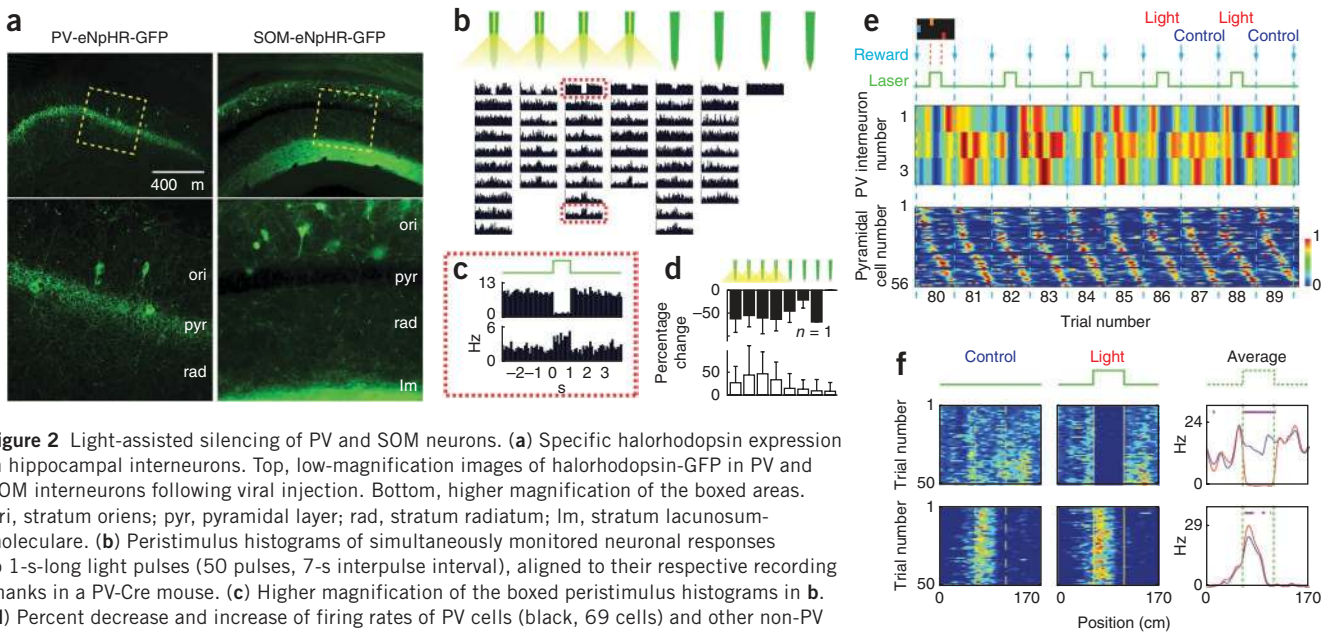 a
PV-eNpHR-GFP
SOM-eNpHR-GFP
400 m
ori
pyr
rad
ori
pyr
rad
lm
b
c
13
0
6
0
Hz
–2 –1 0 1 2 3
s
d
0
–50
n = 1
50
0
Percentage
change
e
Light Light
Control Control
Reward
Laser
PV interneuron
number
1
3
Pyramidal
cell number
1
56
1
0
80 81 82 83 84 85 86 87 88 89
Trial number
f
Control
Light
Average
Trial number
1
50
24
0
Hz
Trial number
1
50
29
0
Hz
0 170 0 170 0 170
Position (cm)
gure 2 Light-assisted silencing of PV and SOM neurons. (a) Specific halorhodopsin expression
hippocampal interneurons. Top, low-magnification images of halorhodopsin-GFP in PV and
OM interneurons following viral injection. Bottom, higher magnification of the boxed areas.
ri, stratum oriens; pyr, pyramidal layer; rad, stratum radiatum; lm, stratum lacunosum-
oleculare. (b) Peristimulus histograms of simultaneously monitored neuronal responses
o 1-s-long light pulses (50 pulses, 7-s interpulse interval), aligned to their respective recording
hanks in a PV-Cre mouse. (c) Higher magnification of the boxed peristimulus histograms in b.
) Percent decrease and increase of firing rates of PV cells (black, 69 cells) and other non-PV